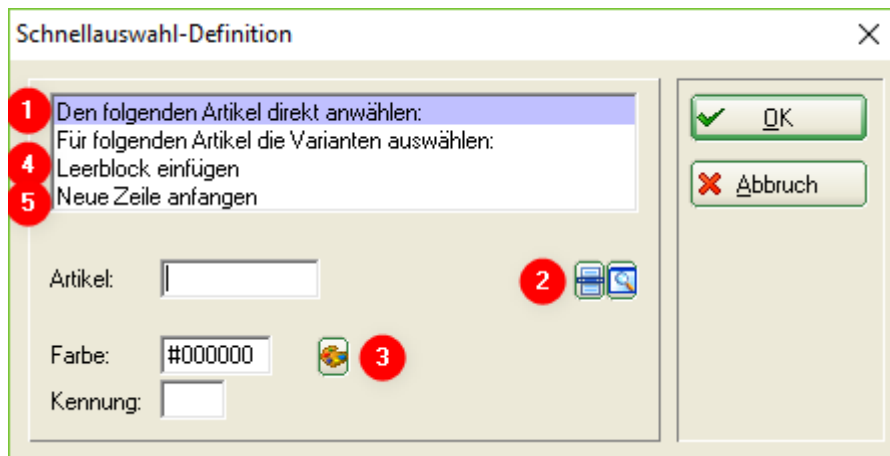 Schnellauswahl-Definition
1 Den folgenden Artikel direkt anwählen:
Für folgenden Artikel die Varianten auswählen:
4 Leerblock einfügen
5 Neue Zeile anfangen
OK
Abbruch
Artikel: 2
Farbe: #000000 3
Kennung: